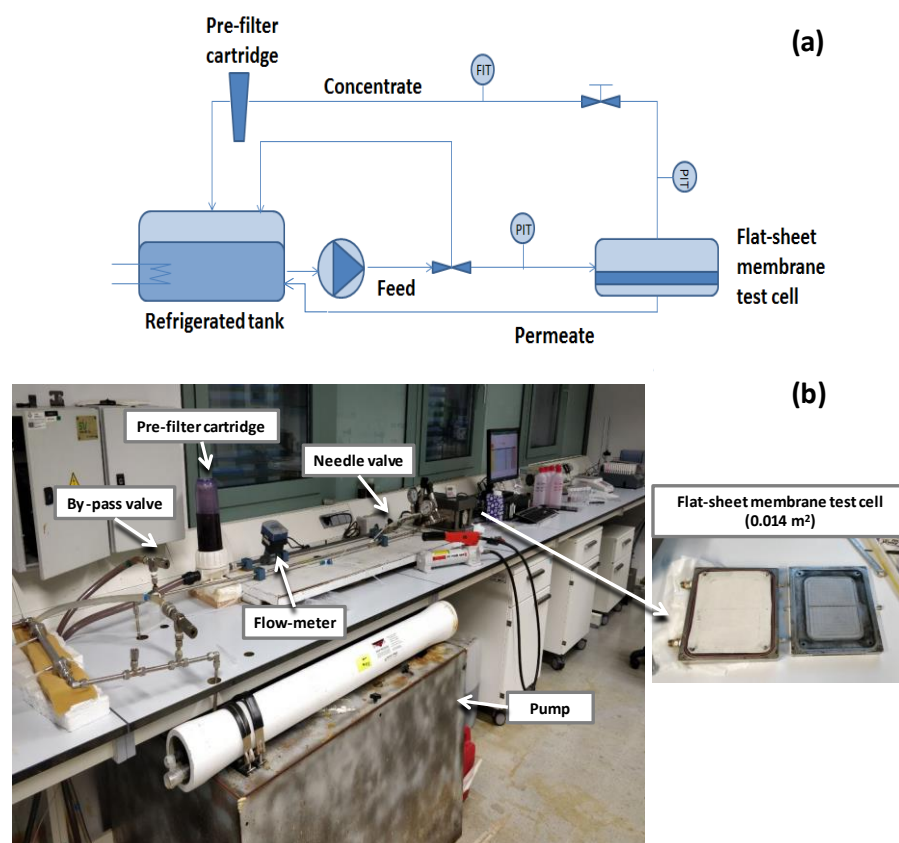 (a)
Pre-filter
cartridge
Concentrate
FIT
PIT
PIT
Flat-sheet
membrane
test cell
Feed
Refrigerated tank
Permeate
(b)
Pre-filter cartridge
Needle valve
By-pass valve
Flat-sheet membrane test cell
(0.014 m²)
Flow-meter
Pump